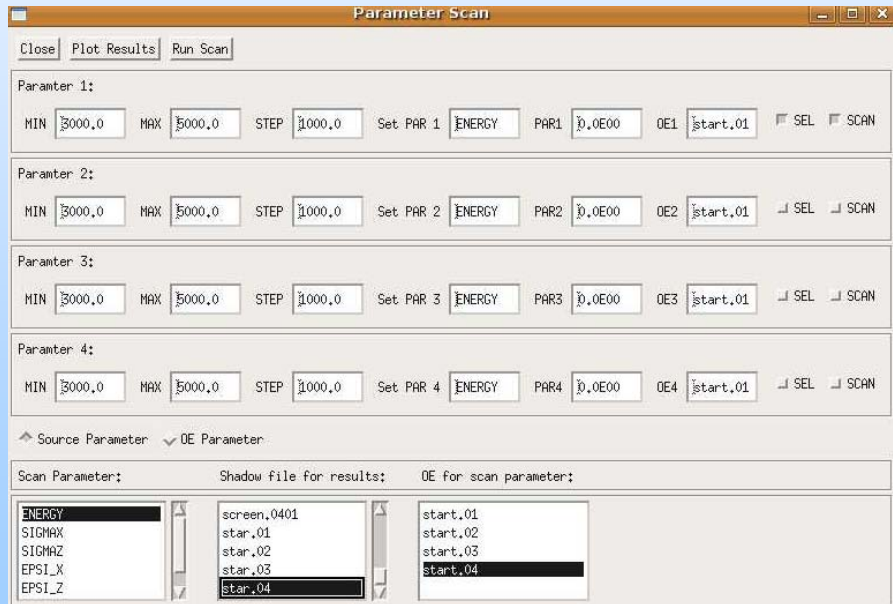 Parameter Scan
Close Plot Results Run Scan
Paramter 1:
MIN 3000.0 MAX 5000.0 STEP 1000.0 Set PAR 1 ENERGY PAR1 0.0E00 OE1 start.01 SEL SCAN
Paramter 2:
MIN 3000.0 MAX 5000.0 STEP 1000.0 Set PAR 2 ENERGY PAR2 0.0E00 OE2 start.01 SEL SCAN
Paramter 3:
MIN 3000.0 MAX 5000.0 STEP 1000.0 Set PAR 3 ENERGY PAR3 0.0E00 OE3 start.01 SEL SCAN
Paramter 4:
MIN 3000.0 MAX 5000.0 STEP 1000.0 Set PAR 4 ENERGY PAR4 0.0E00 OE4 start.01 SEL SCAN
Source Parameter OE Parameter
Scan Parameter: Shadow file for results: OE for scan parameter:
ENERGY screen.0401 start.01
SIGMAX star.01 start.02
SIGMAZ star.02 start.03
EPSI_X star.03 start.04
EPSI_Z star.04